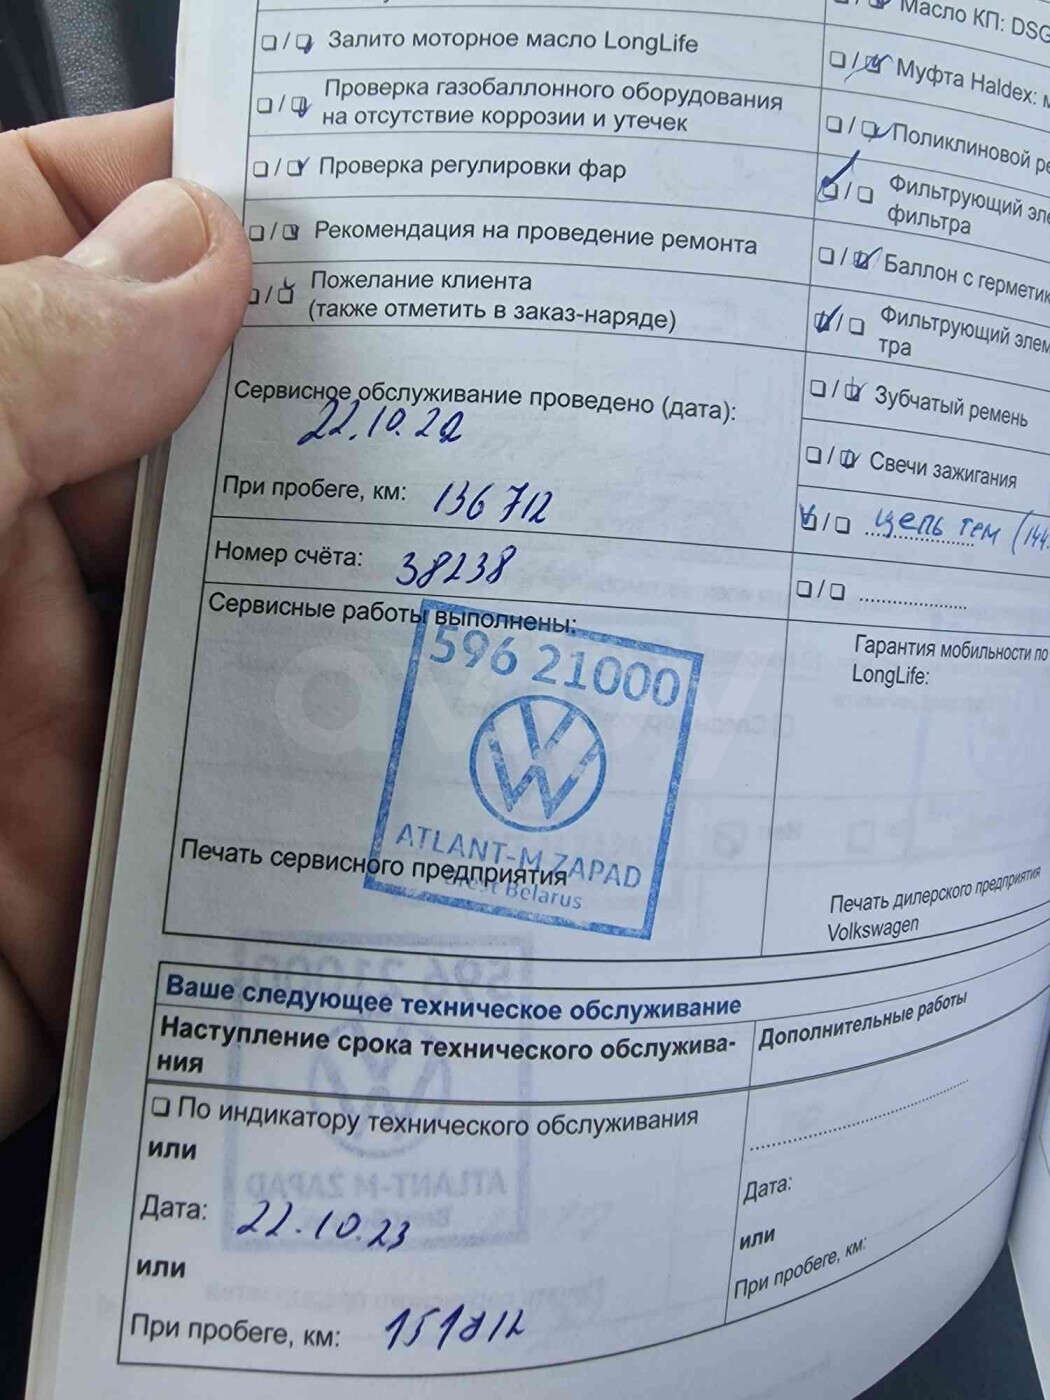 Залито моторное масло LongLife
Проверка газобаллонного оборудования
на отсутствие коррозии и утечек
Проверка регулировки фар
Рекомендация на проведение ремонта
Пожелание клиента
(также отметить в заказ-наряде)
Масло КП: DSG
Муфта Haldex:
Поликлиновой
Фильтрующий
фильтра
Баллон с
Фильтрующий
тра
Зубчатый ремень
Свечи зажигания
цепь
Сервисное обслуживание проведено (дата):
22.10.22
При пробеге, км: 136 712
Номер счёта: 38238
Сервисные работы выполнены:
596 21000
ATLANT-M ZAPAD
Brest Belarus
Печать сервисного предприятия
Гарантия мобильности по
LongLife:
Печать дилерского предприятия
Volkswagen
Ваше следующее техническое обслуживание
Наступление срока технического обслужива-
ния
По индикатору технического обслуживания
или
Дата: 22.10.23
или
При пробеге, км:
Дополнительные работы
Дата:
или
При пробеге, км: